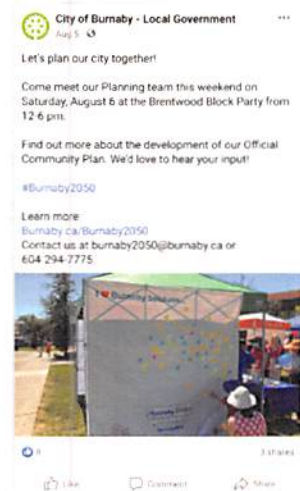 City of Burnaby - Local Government
Aug 5
Let's plan our city together!
Come meet our Planning team this weekend on
Saturday, August 6 at the Brentwood Block Party from
12-6 pm.
Find out more about the development of our Official
Community Plan. We'd love to hear your input!
#Burnaby2050
Learn more:
Burnaby.ca/Burnaby2050
Contact us at burnaby2050@burnaby.ca or
604-294-7775.
I ❤ Burnaby because
8
3 shares
Like
Comment
Share